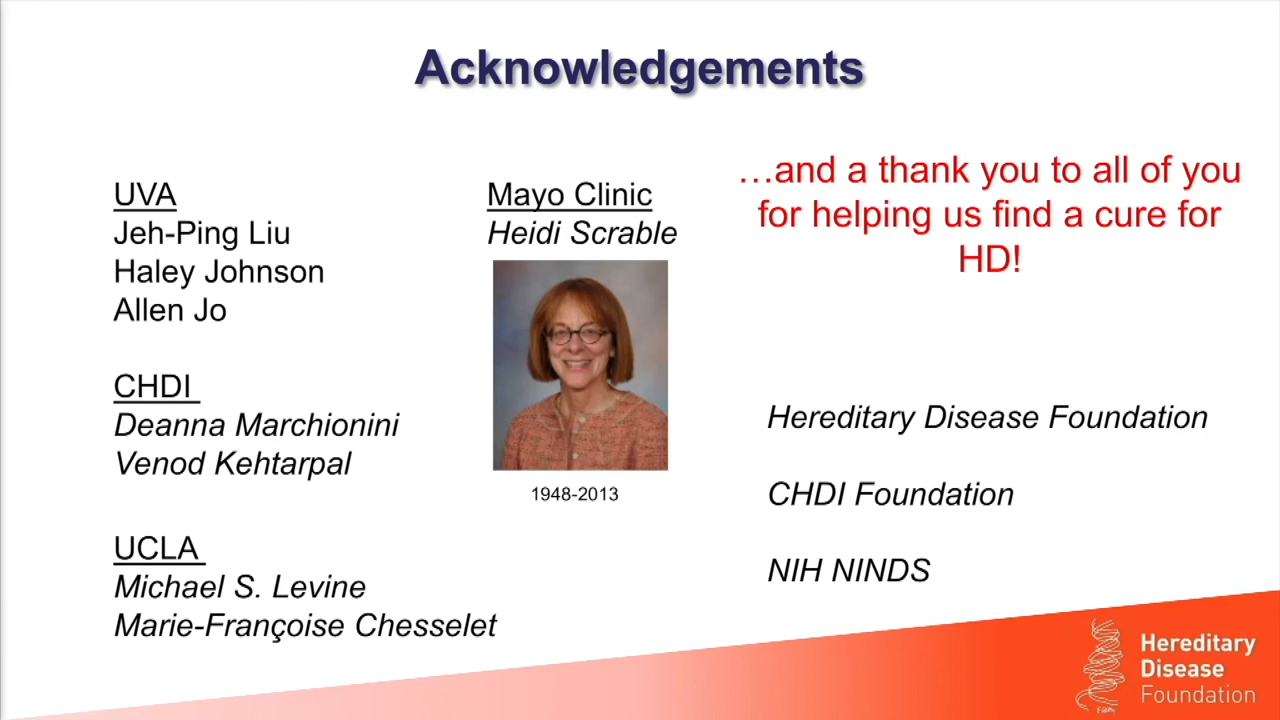 Acknowledgements
UVA
Jeh-Ping Liu
Haley Johnson
Allen Jo
CHDI
Deanna Marchionini
Venod Kehtarpal
UCLA
Michael S. Levine
Marie-Françoise Chesselet
Mayo Clinic
Heidi Scrable
1948-2013
…and a thank you to all of you
for helping us find a cure for
HD!
Hereditary Disease Foundation
CHDI Foundation
NIH NINDS
Hereditary
Disease
Foundation